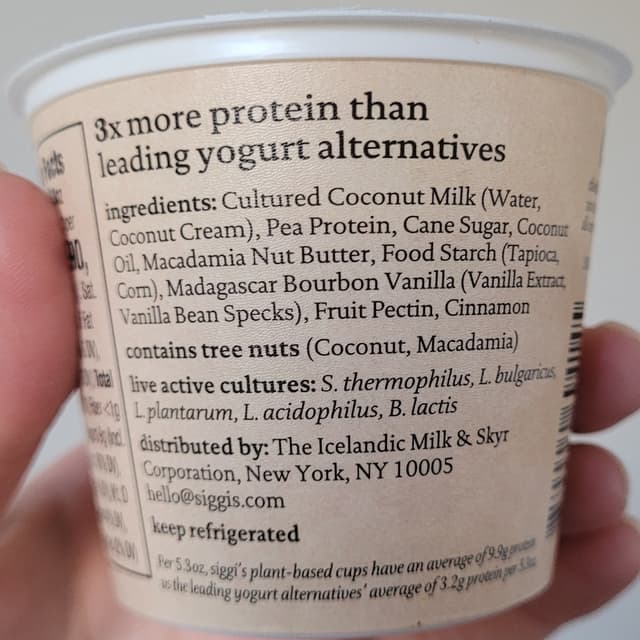 3x more protein than
leading yogurt alternatives
ingredients: Cultured Coconut Milk (Water,
Coconut Cream), Pea Protein, Cane Sugar, Coconut
Oil, Macadamia Nut Butter, Food Starch (Tapioca,
Corn), Madagascar Bourbon Vanilla (Vanilla Extract,
Vanilla Bean Specks), Fruit Pectin, Cinnamon
contains tree nuts (Coconut, Macadamia)
live active cultures: S. thermophilus, L. bulgaricus,
L. plantarum, L. acidophilus, B. lactis
distributed by: The Icelandic Milk & Skyr
Corporation, New York, NY 10005
hello@siggis.com
keep refrigerated
Per 5.3oz, siggi's plant-based cups have an average of 9.9g protein
vs the leading yogurt alternatives' average of 3.2g protein per 5.3oz.